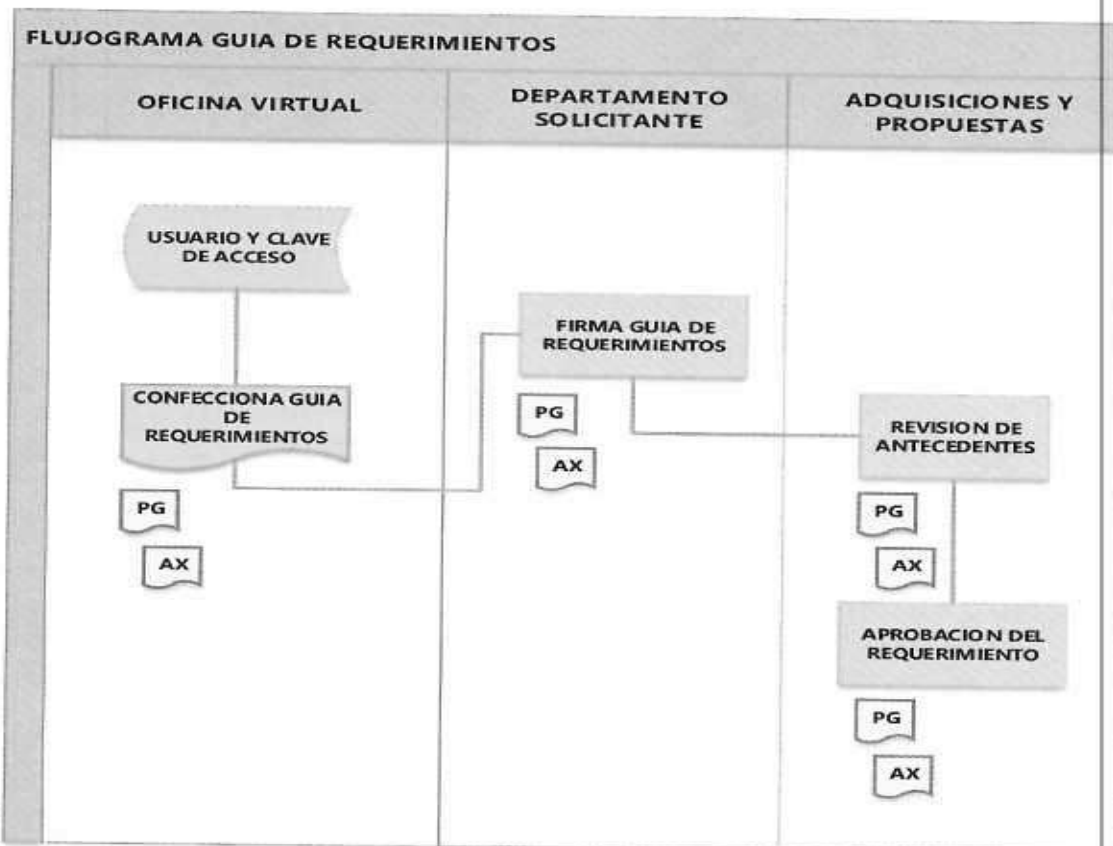 FLUJOGRAMA GUIA DE REQUERIMIENTOS
OFICINA VIRTUAL
DEPARTAMENTO
SOLICITANTE
ADQUISICIONES Y
PROPUESTAS
USUARIO Y CLAVE
DE ACCESO
CONFECCIONA GUIA
DE
REQUERIMIENTOS
PG
AX
FIRMA GUIA DE
REQUERIMIENTOS
PG
AX
REVISION DE
ANTECEDENTES
PG
AX
APROBACION DEL
REQUERIMIENTO
PG
AX